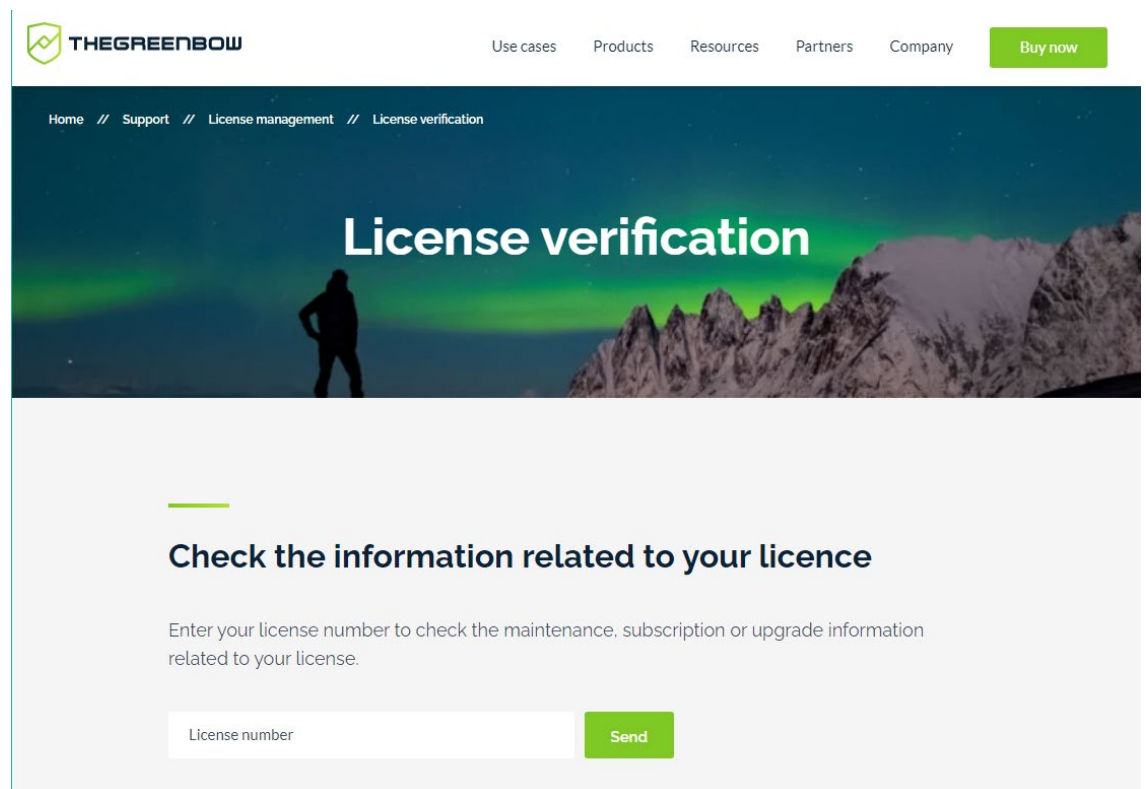 THEGREENBOW
Use cases Products Resources Partners Company Buy now
Home // Support // License management // License verification
License verification
Check the information related to your licence
Enter your license number to check the maintenance, subscription or upgrade information
related to your license.
License number Send